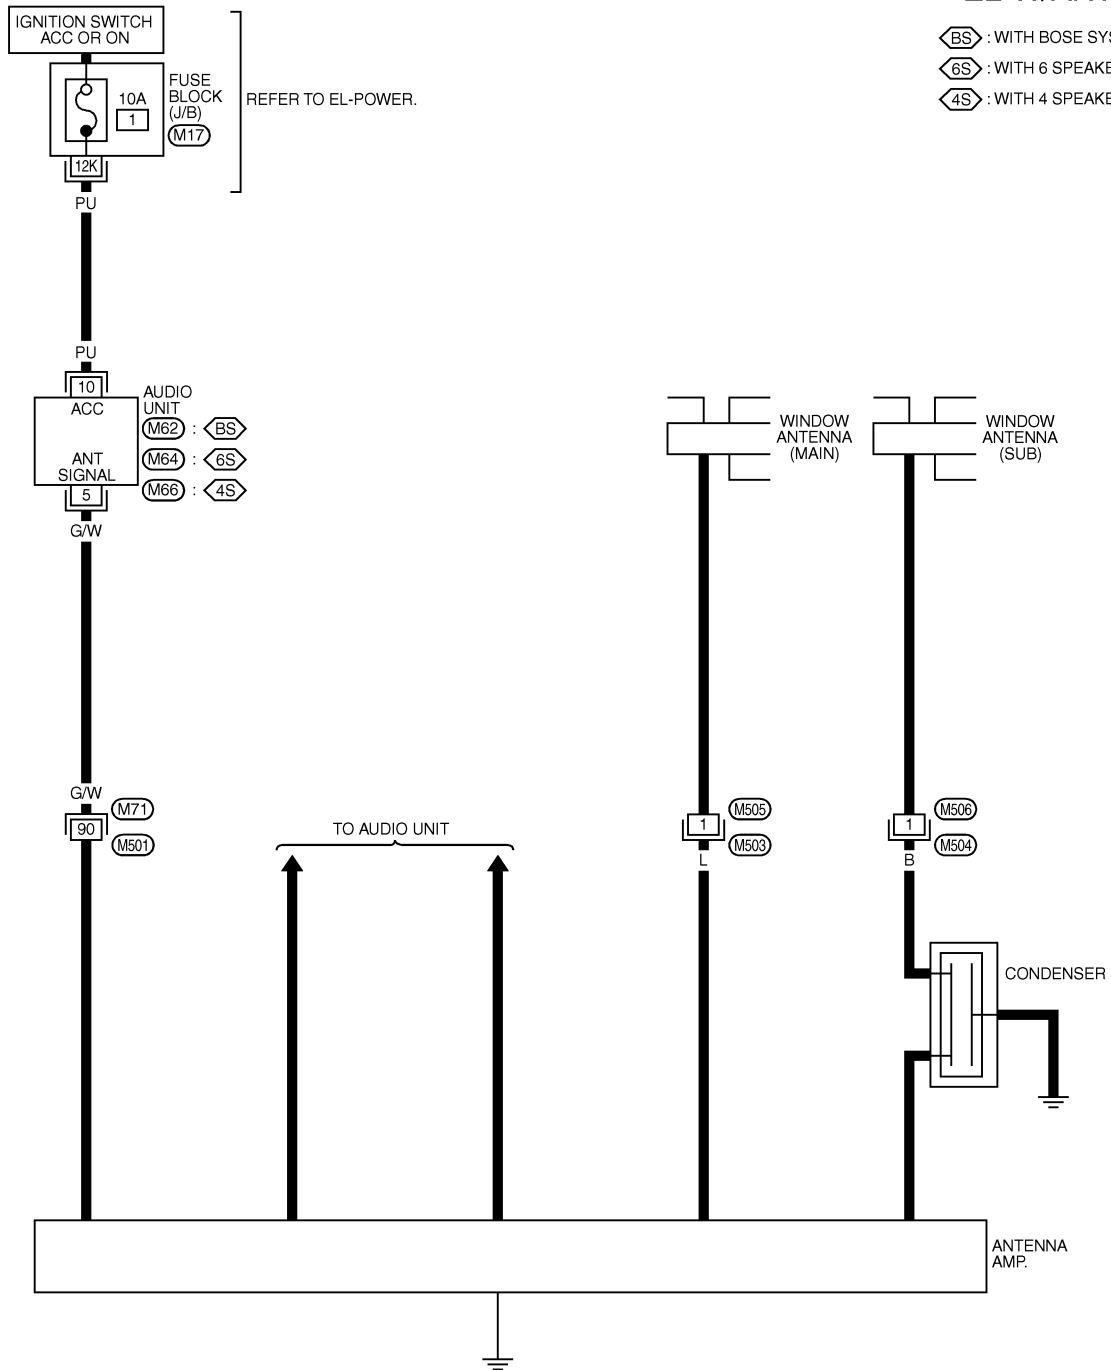 IGNITION SWITCH
ACC OR ON
10A
1
FUSE
BLOCK
(J/B)
M17
REFER TO EL-POWER.
12K
PU
BS : WITH BOSE
6S : WITH 6
4S : WITH 4
PU
10
ACC
ANT
SIGNAL
5
AUDIO
UNIT
M62 : BS
M64 : 6S
M66 : 4S
G/W
WINDOW
ANTENNA
(MAIN)
WINDOW
ANTENNA
(SUB)
G/W
M71
90
M501
TO AUDIO UNIT
M505
1
M503
L
M506
1
M504
B
CONDENSER
ANTENNA
AMP.